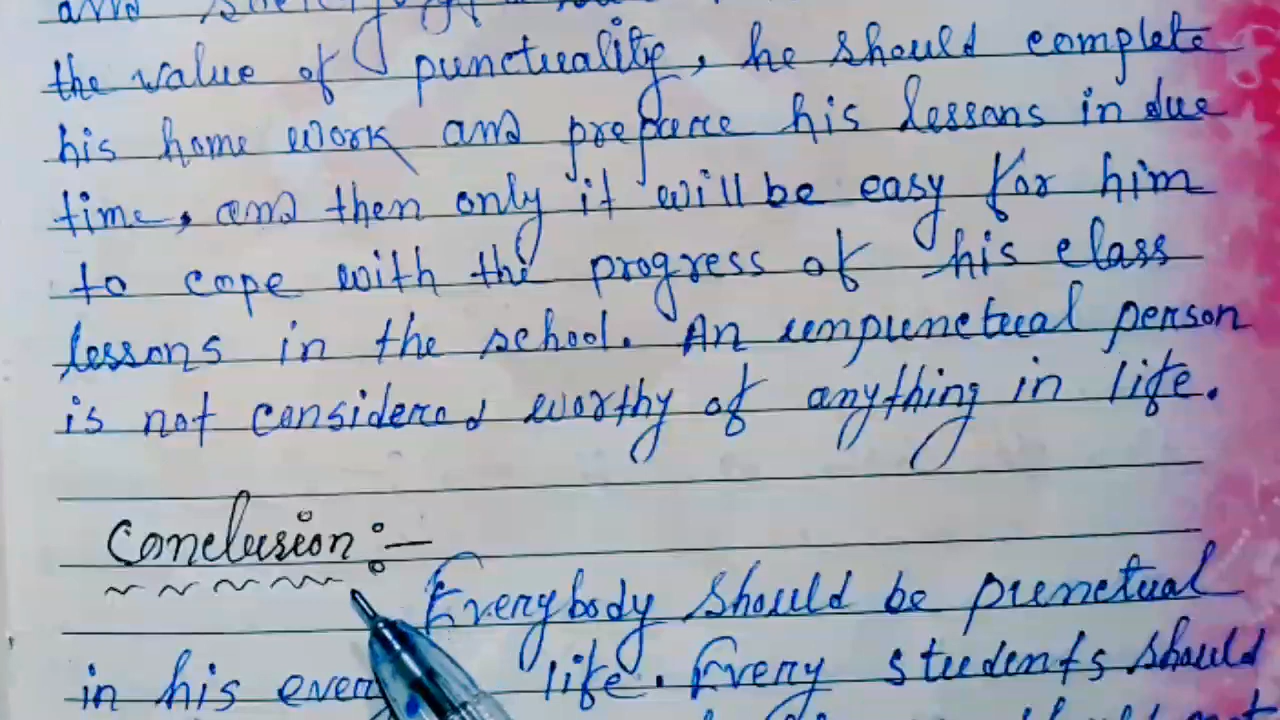 the value of punctuality, he should complete
his home work and prepare his lessons in due
time, and then only it will be easy for him
to cope with the progress of his class
lessons in the school. An unpunctual person
is not considered worthy of anything in life.
Conclusion :-
Everybody should be punctual
in his life. Every students should